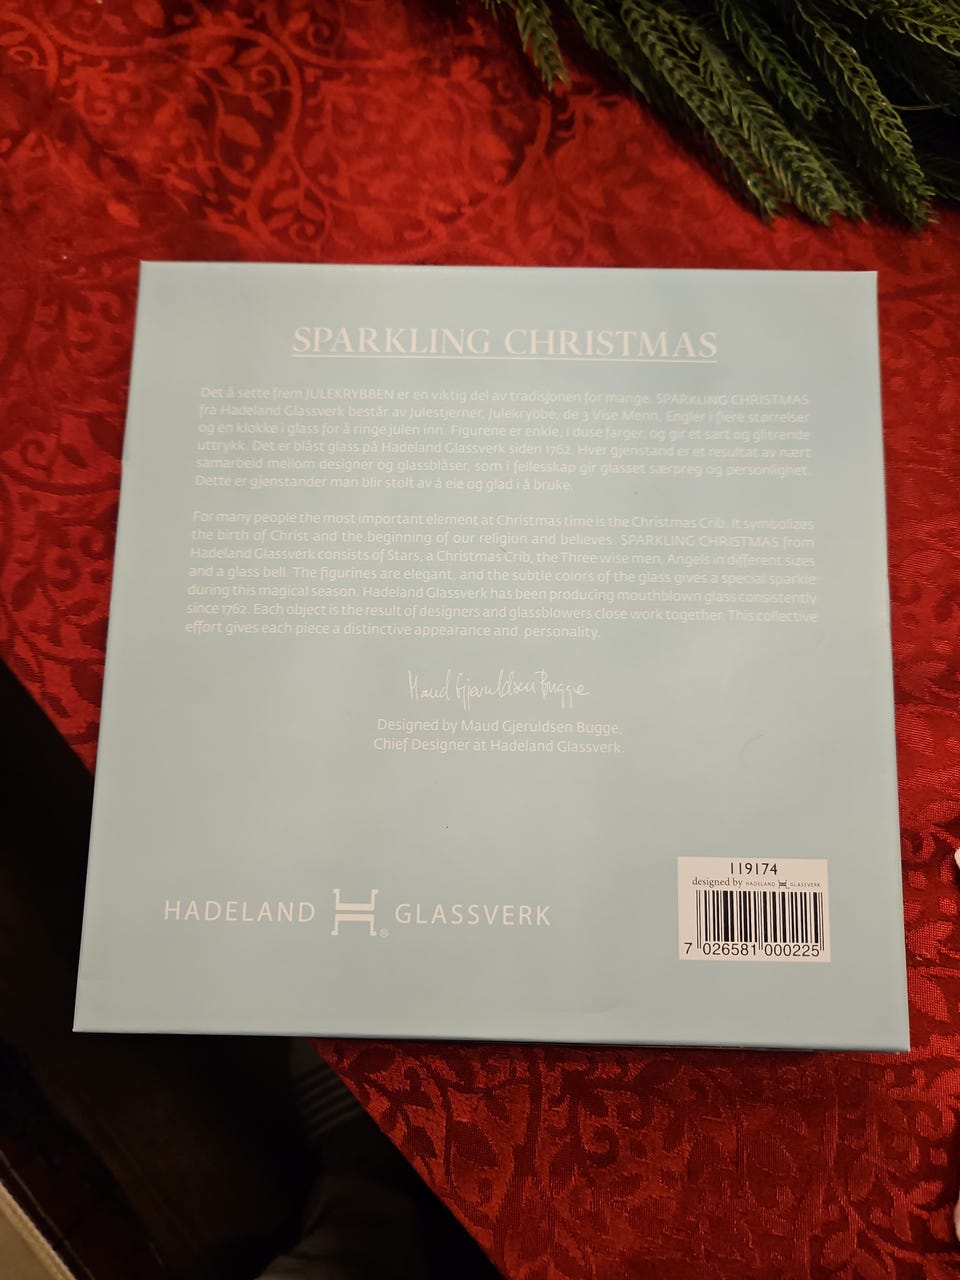 SPARKLING CHRISTMAS
Det å sette frem JULEKRYBBEN er en viktig del av tradisjonen for mange. SPARKLING CHRISTMAS
fra Hadeland Glassverk består av Julestjerner, Julekrybbe, de 3 Vise Menn, Engler i flere størrelser
og en klokke i glass for å ringe julen inn. Figurene er enkle, i duse farger, og gir et sart og glitrende
uttrykk. Det er blåst glass på Hadeland Glassverk siden 1762. Hver gjenstand er et resultat av nært
samarbeid mellom designer og glassblåser, som i fellesskap gir glasset særpreg og personlighet.
Dette er gjenstander man blir stolt av å eie og glad i å bruke.
For many people the most important element at Christmas time is the Christmas Crib. It symbolizes
the birth of Christ and the beginning of our religion and believes. SPARKLING CHRISTMAS from
Hadeland Glassverk consists of Stars, a Christmas Crib, the Three wise men, Angels in different sizes
and a glass bell. The figurines are elegant, and the subtle colors of the glass gives a special sparkle
during this magical season. Hadeland Glassverk has been producing mouthblown glass consistently
since 1762. Each object is the result of designers and glassblowers close work together. This collective
effort gives each piece a distinctive appearance and personality.
Maud Gjeruldsen Bugge
Designed by Maud Gjeruldsen Bugge,
Chief Designer at Hadeland Glassverk.
HADELAND H® GLASSVERK
119174
designed by HADELAND H GLASSVERK
7 026581 000225